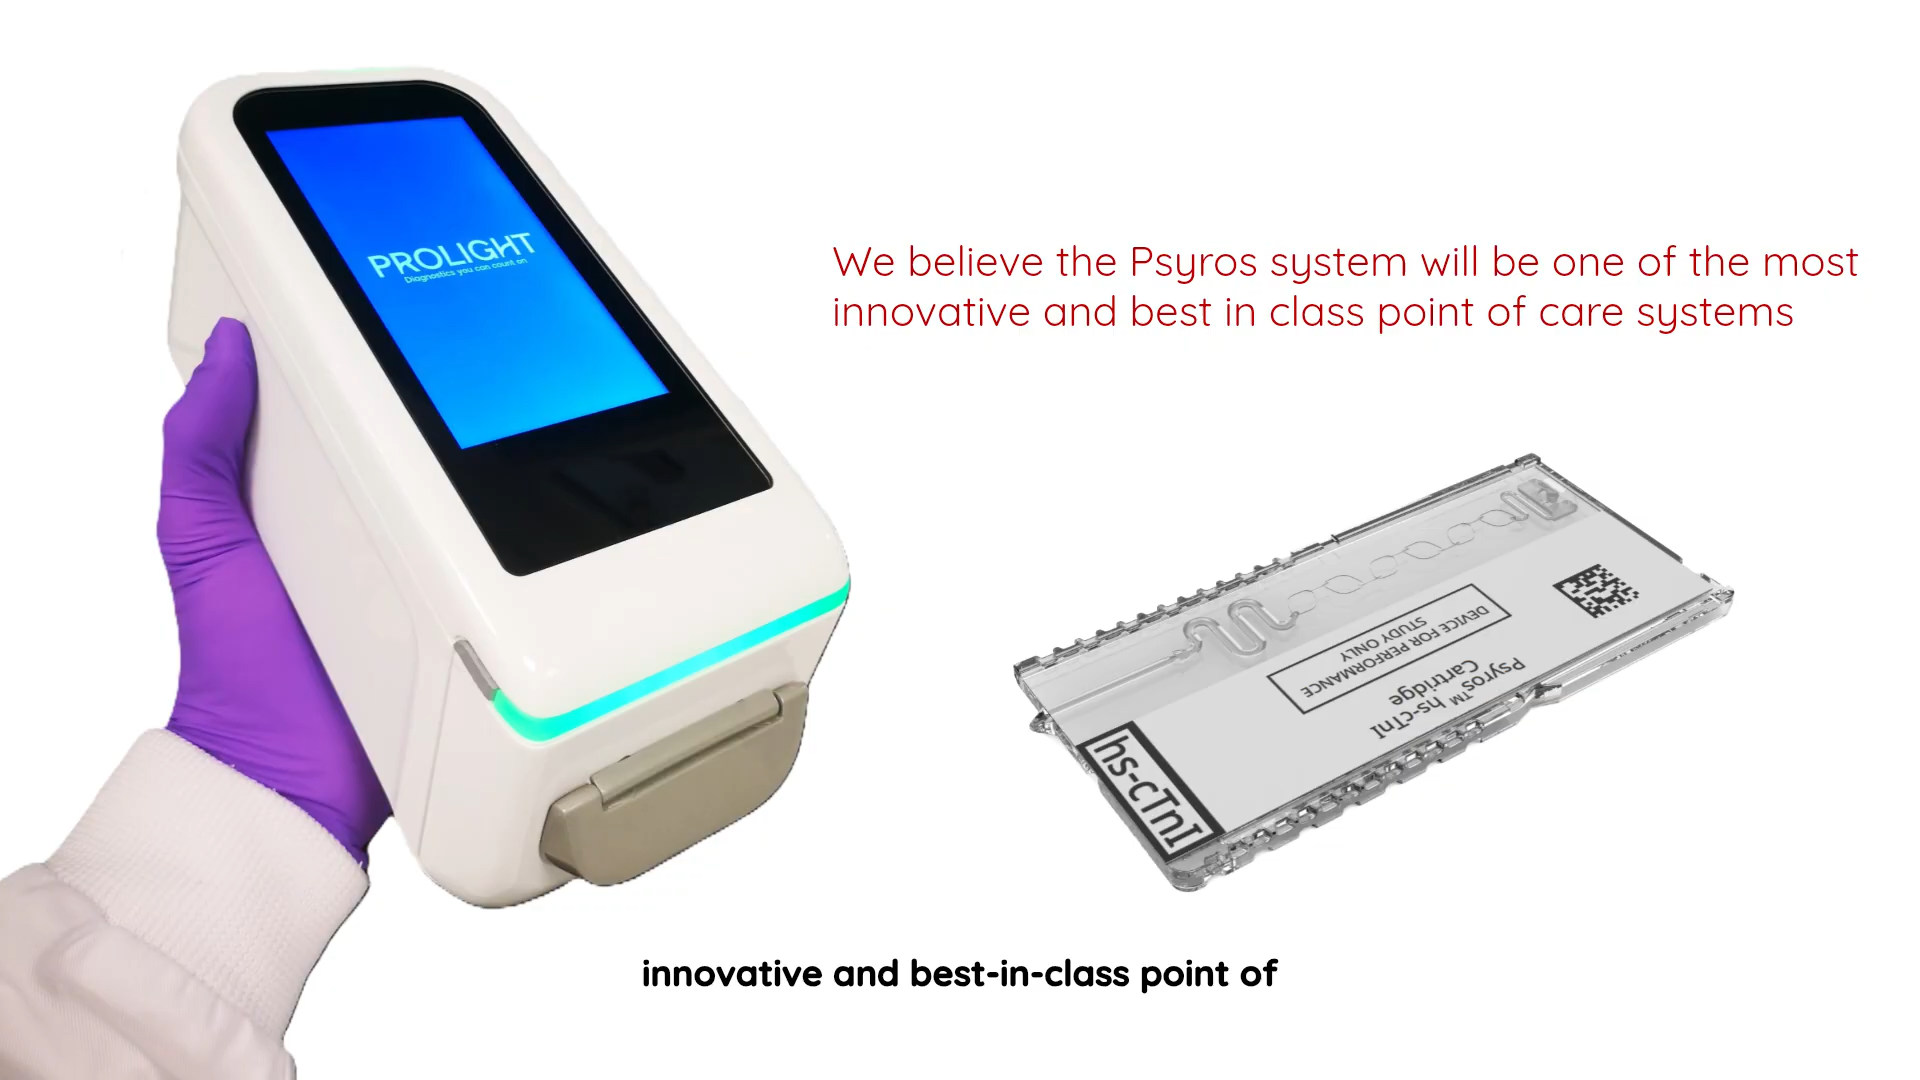 PROLIGHT
Diagnostics you can count on
We believe the Psyros system will be one of the most
innovative and best in class point of care systems
DEVICE FOR PERFORMANCE
STUDY ONLY
Psyros™ hs-cTnI
Cartridge
hs-cTnI
innovative and best-in-class point of